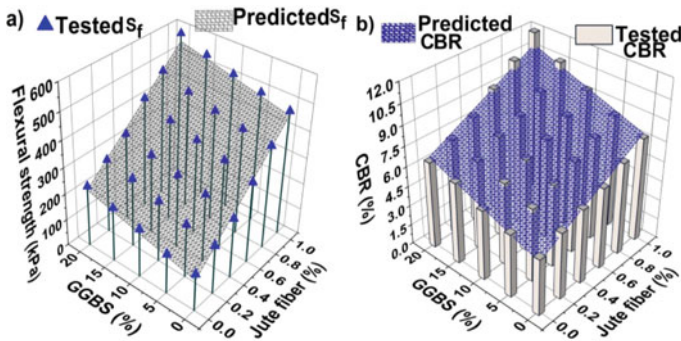 a)
Tested Sf
Predicted Sf
Flexural strength (kPa)
600
500
400
300
200
100
0
20
15
10
5
0
GGBS (%)
0.0
0.2
0.4
0.6
0.8
1.0
Jute fiber (%)
b)
Predicted
CBR
Tested
CBR
CBR (%)
12.0
10.5
9.0
7.5
6.0
4.5
3.0
1.5
0.0
20
15
10
5
0
GGBS (%)
0.0
0.2
0.4
0.6
0.8
1.0
Jute fiber (%)